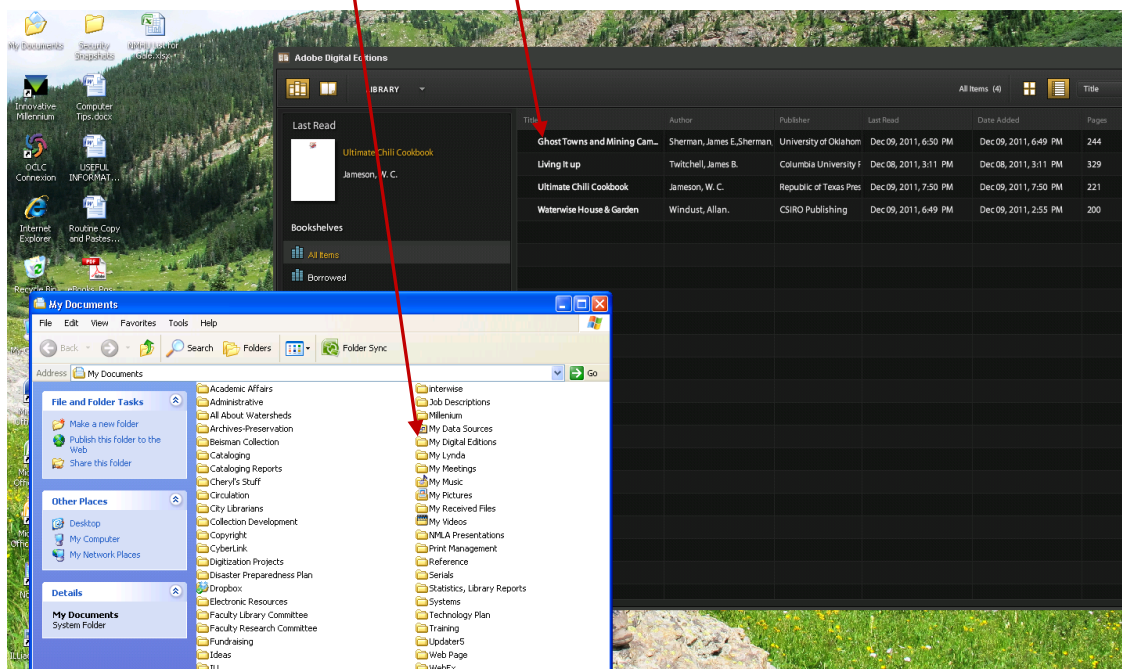 My Documents
Security Snapshots
Innovative Millennium
Computer Tips.docx
OCLC Connexion
USEFUL INFORMAT...
Internet Explorer
Routine Copy and Pastes...
Recycle Bin
Adobe Digital Editions
LIBRARY
All Items (4)
Title
Last Read
Ultimate Chili Cookbook
Jameson, W. C.
Bookshelves
All Items
Borrowed
Title Author Publisher Last Read Date Added Pages
Ghost Towns and Mining Cam... Sherman, James E.,Sherman, University of Oklahom Dec 09, 2011, 6:50 PM Dec 09, 2011, 6:49 PM 244
Living It up Twitchell, James B. Columbia University F Dec 08, 2011, 3:11 PM Dec 08, 2011, 3:11 PM 329
Ultimate Chili Cookbook Jameson, W. C. Republic of Texas Pres Dec 09, 2011, 7:50 PM Dec 09, 2011, 7:50 PM 221
Waterwise House & Garden Windust, Allan. CSIRO Publishing Dec 09, 2011, 6:49 PM Dec 09, 2011, 2:55 PM 200
My Documents
File Edit View Favorites Tools Help
Back Search Folders Folder Sync
Address My Documents Go
File and Folder Tasks
Make a new folder
Publish this folder to the
Web
Share this folder
Other Places
Desktop
My Computer
My Network Places
Details
My Documents
System Folder
Academic Affairs
Administrative
All About Watersheds
Archives-Preservation
Beisman Collection
Cataloging
Cataloging Reports
Cheryl's Stuff
Circulation
City Librarians
Collection Development
Copyright
CyberLink
Digitization Projects
Disaster Preparedness Plan
Dropbox
Electronic Resources
Faculty Library Committee
Faculty Research Committee
Fundraising
Ideas
interwise
Job Descriptions
Millenium
My Data Sources
My Digital Editions
My Lynda
My Meetings
My Music
My Pictures
My Received Files
My Videos
NMLA Presentations
Print Management
Reference
Serials
Statistics, Library Reports
Systems
Technology Plan
Training
Updater5
Web Page
WebEx